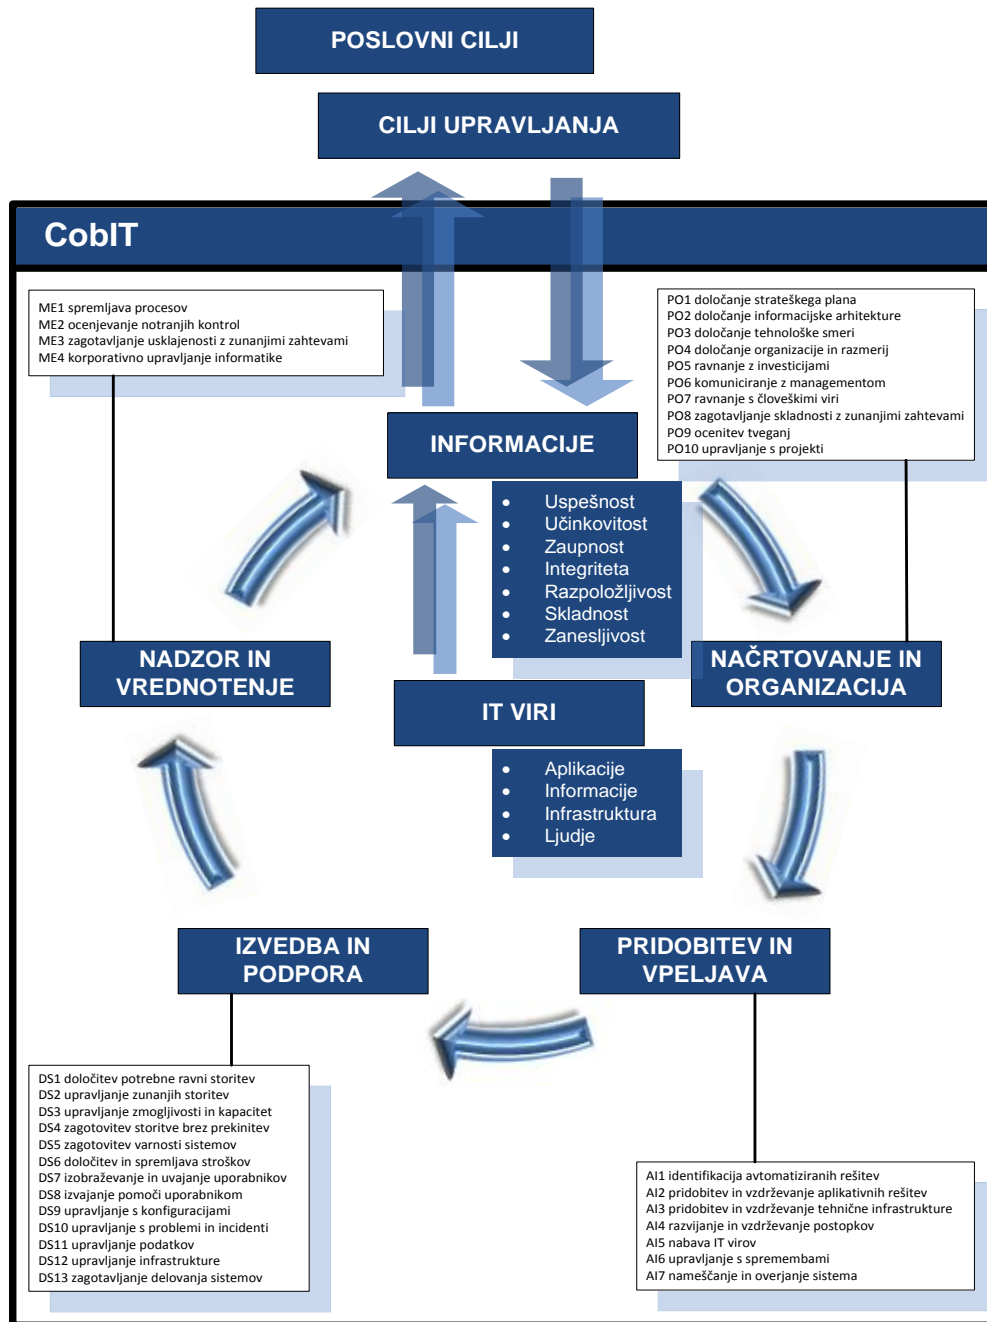 POSLOVNI CILJI
CILJI UPRAVLJANJA
CobIT
ME1 spremljava procesov
ME2 ocenjevanje notranjih kontrol
ME3 zagotavljanje usklajenosti z zunanjimi zahtevami
ME4 korporativno upravljanje informatike
PO1 določanje strateškega plana
PO2 določanje informacijske arhitekture
PO3 določanje tehnološke smeri
PO4 določanje organizacije in razmerij
PO5 ravnanje z investicijami
PO6 komuniciranje z managementom
PO7 ravnanje s človeškimi viri
PO8 zagotavljanje skladnosti z zunanjimi zahtevami
PO9 ocenitev tveganj
PO10 upravljanje s projekti
INFORMACIJE
• Uspešnost
• Učinkovitost
• Zaupnost
• Integriteta
• Razpoložljivost
• Skladnost
• Zanesljivost
NADZOR IN
VREDNOTENJE
NAČRTOVANJE IN
ORGANIZACIJA
IT VIRI
• Aplikacije
• Informacije
• Infrastruktura
• Ljudje
IZVEDBA IN
PODPORA
PRIDOBITEV IN
VPELJAVA
DS1 določitev potrebne ravni storitev
DS2 upravljanje zunanjih storitev
DS3 upravljanje zmogljivosti in kapacitet
DS4 zagotovitev storitve brez prekinitev
DS5 zagotovitev varnosti sistemov
DS6 določitev in spremljava stroškov
DS7 izobraževanje in uvajanje uporabnikov
DS8 izvajanje pomoči uporabnikom
DS9 upravljanje s konfiguracijami
DS10 upravljanje s problemi in incidenti
DS11 upravljanje podatkov
DS12 upravljanje infrastrukture
DS13 zagotavljanje delovanja sistemov
AI1 identifikacija avtomatiziranih rešitev
AI2 pridobitev in vzdrževanje aplikativnih rešitev
AI3 pridobitev in vzdrževanje tehnične infrastrukture
AI4 razvijanje in vzdrževanje postopkov
AI5 nabava IT virov
AI6 upravljanje s spremembami
AI7 nameščanje in overjanje sistema